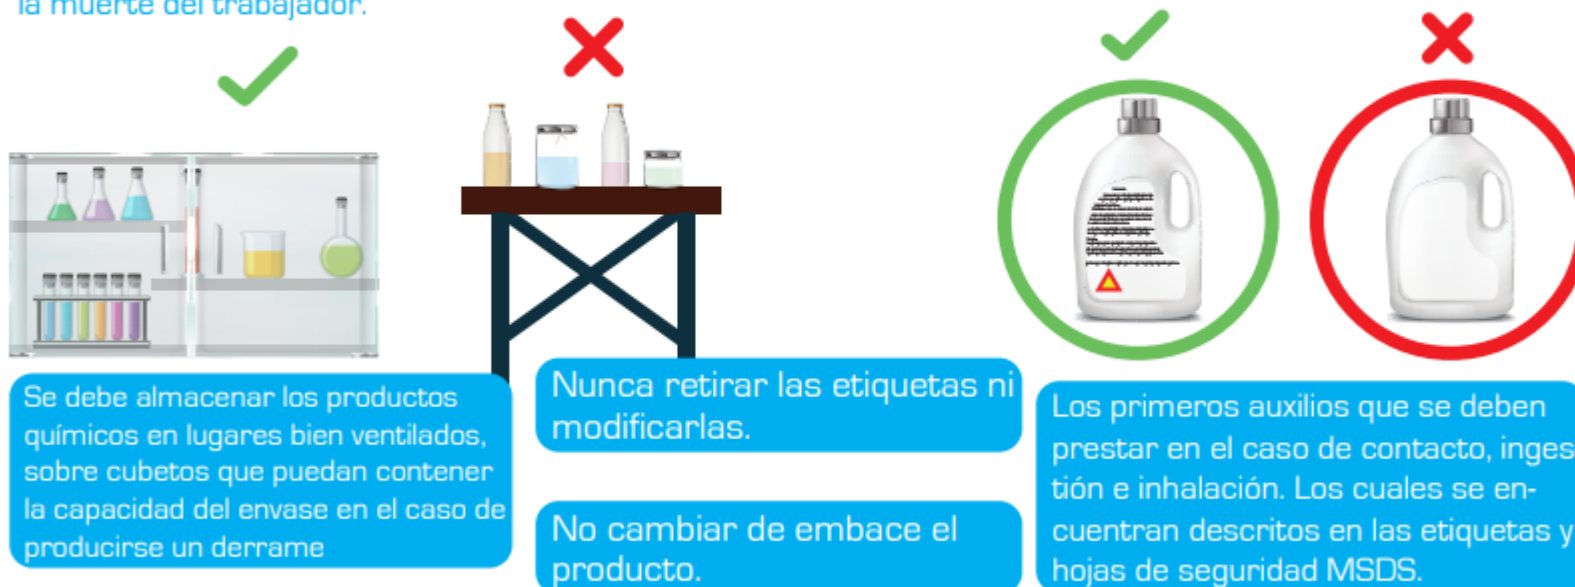 la muerte del trabajador.
Se debe almacenar los productos
químicos en lugares bien ventilados,
sobre cubetos que puedan contener
la capacidad del envase en el caso de
producirse un derrame
Nunca retirar las etiquetas ni
modificarlas.
No cambiar de embace el
producto.
Los primeros auxilios que se deben
prestar en el caso de contacto, inges
tión e inhalación. Los cuales se en-
cuentran descritos en las etiquetas y
hojas de seguridad MSDS.